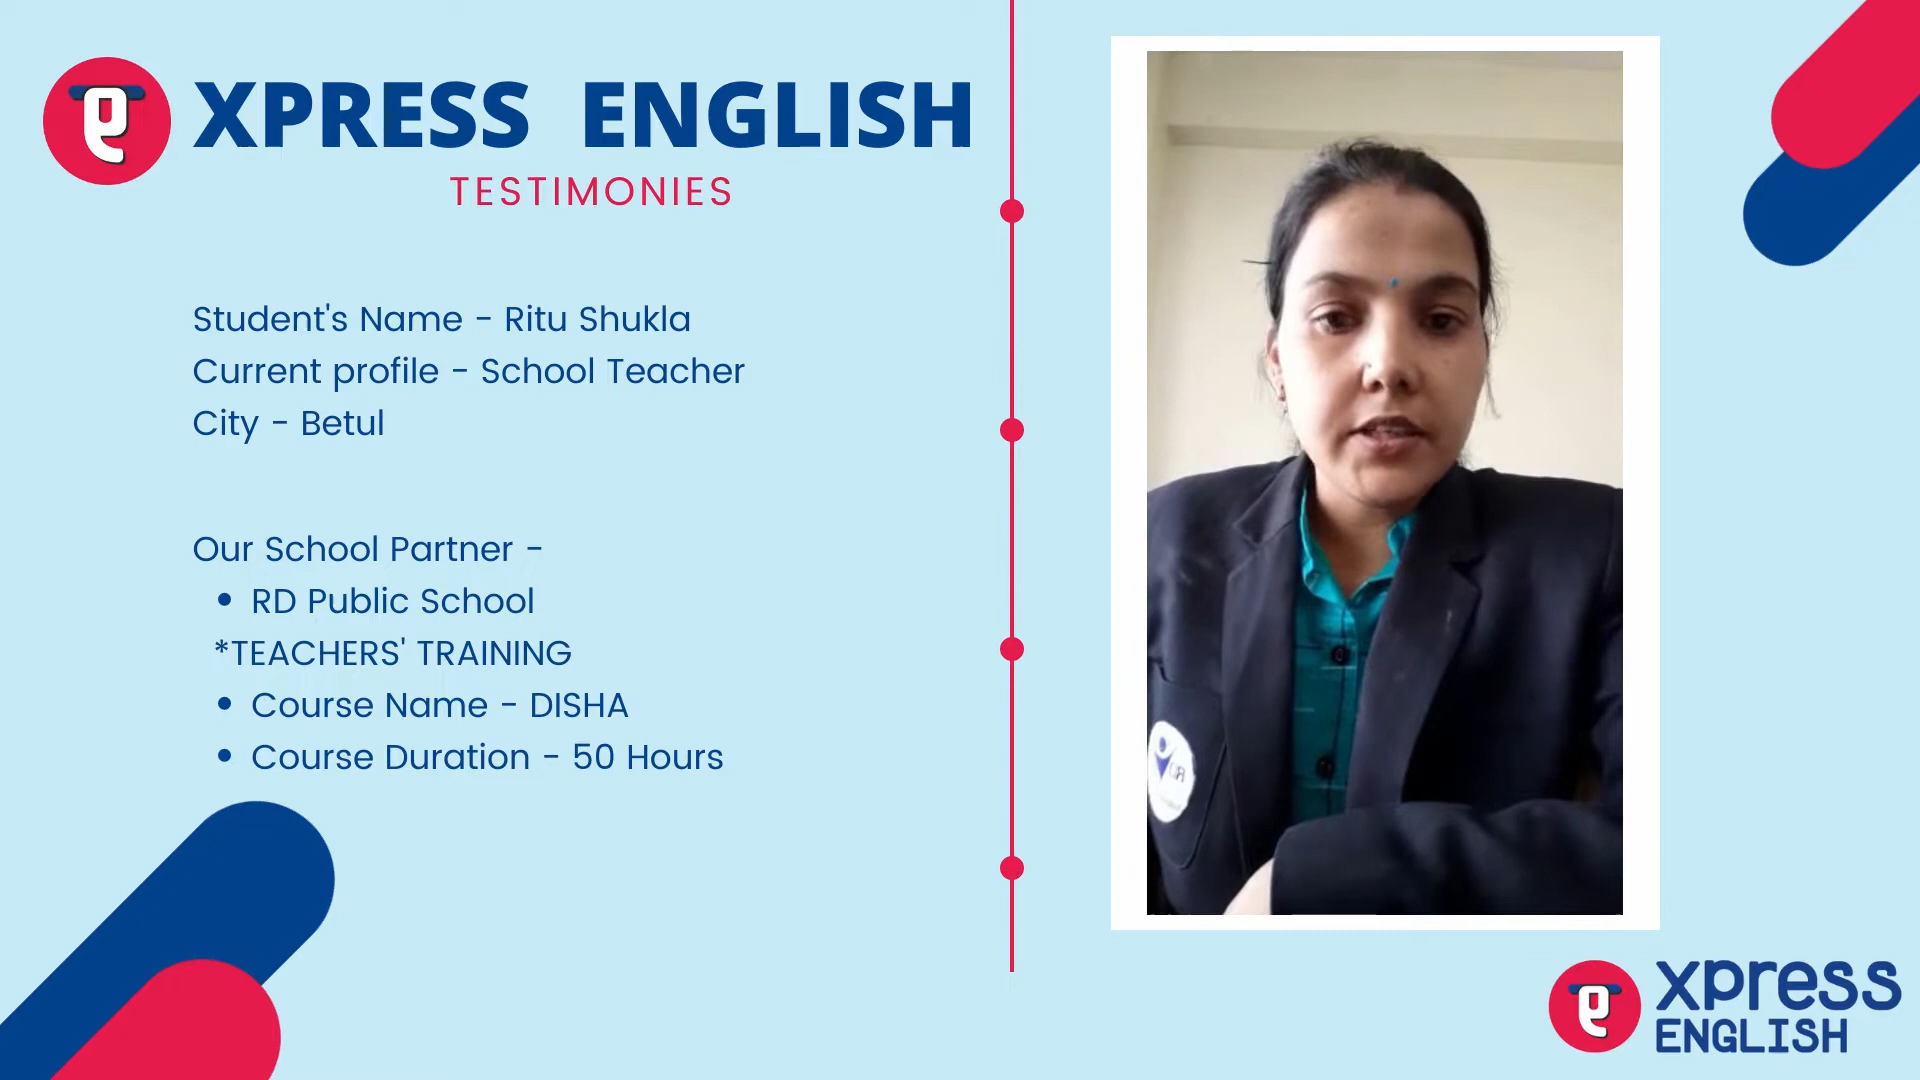 XPRESS ENGLISH
TESTIMONIES
Student's Name - Ritu Shukla
Current profile - School Teacher
City - Betul
Our School Partner -
• RD Public School
*TEACHERS' TRAINING
• Course Name - DISHA
• Course Duration - 50 Hours
xpress
ENGLISH